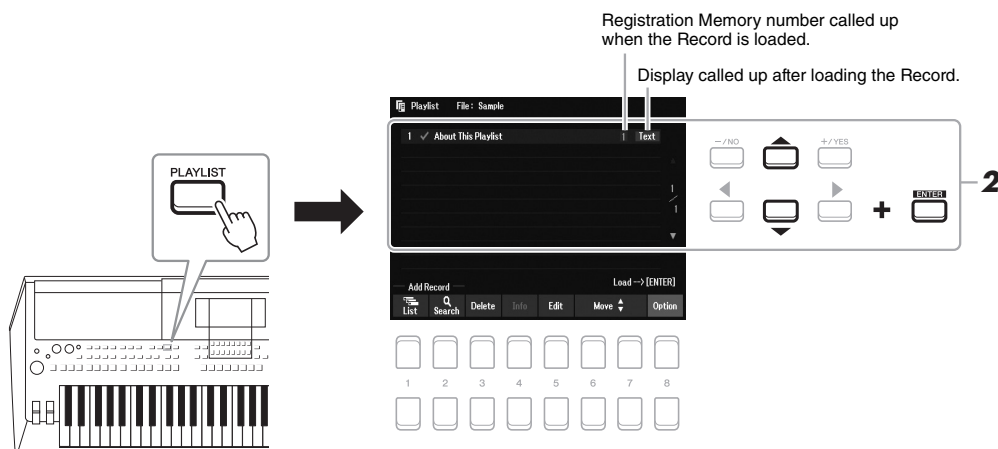 Registration Memory number called up
when the Record is loaded.
Display called up after loading the Record.
Playlist File: Sample
1 About This Playlist 1 Text
1
/
1
Load-->[ENTER]
Add Record
List Search Delete Info Edit Move Option
1 2 3 4 5 6 7 8
PLAYLIST
-/NO +/YES
+ ENTER
2